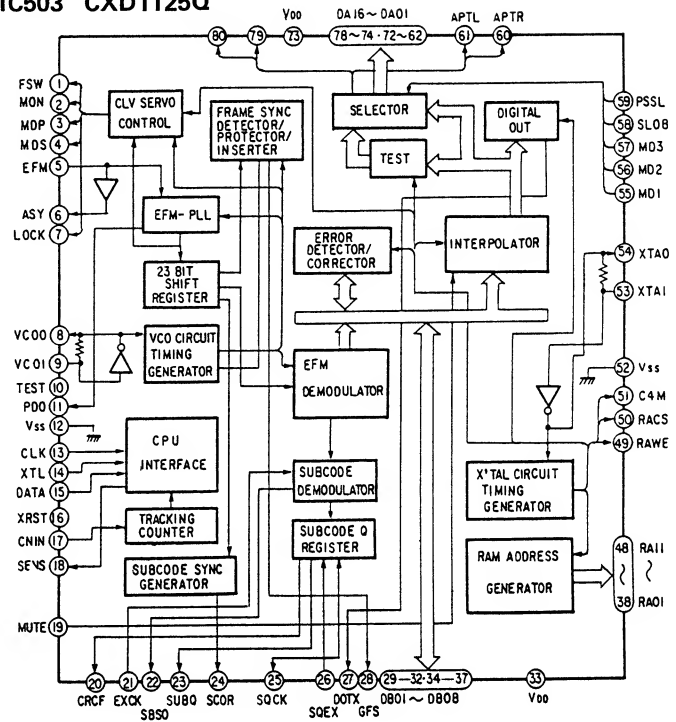 IC503 CXD1125Q
VDD DA16~DA01 APTL APTR
80 79 73 78~74·72~62 61 60
FSW 1
MON 2
MDP 3
MDS 4
EFM 5
ASY 6
LOCK 7
VCO0 8
VCO1 9
TEST 10
PDO 11
Vss 12
CLK 13
XTL 14
DATA 15
XRST 16
CNIN 17
SENS 18
MUTE 19
CLV SERVO
CONTROL
FRAME SYNC
DETECTOR/
PROTECTOR/
INSERTER
SELECTOR
TEST
DIGITAL
OUT
EFM-PLL
23 BIT
SHIFT
REGISTER
ERROR
DETECTOR/
CORRECTOR
INTERPOLATOR
VCO CIRCUIT
TIMING
GENERATOR
EFM
DEMODULATOR
CPU
INTERFACE
TRACKING
COUNTER
SUBCODE SYNC
GENERATOR
SUBCODE
DEMODULATOR
SUBCODE Q
REGISTER
X'TAL CIRCUIT
TIMING
GENERATOR
RAM ADDRESS
GENERATOR
59 PSSL
58 SLOB
57 MD3
56 MD2
55 MD1
54 XTAO
53 XTAI
52 Vss
51 C4M
50 RACS
49 RAWE
48 RA11
~ ~
38 RA01
20 21 22 23 24 25 26 27 28 29—32·34—37 33
CRCF EXCK SBSO SUBQ SCOR SQCK SQEX DOTX GFS DB01~DB08 VDD